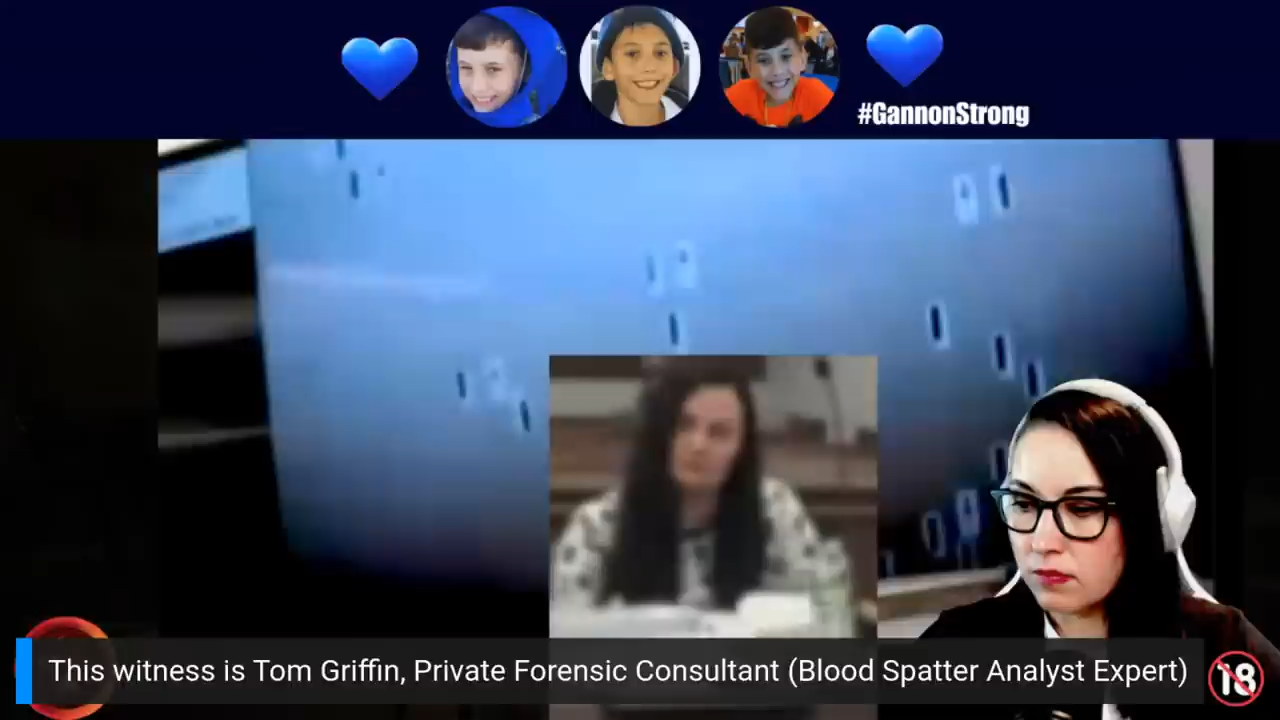 #GannonStrong
This witness is Tom Griffin, Private Forensic Consultant (Blood Spatter Analyst Expert)
18